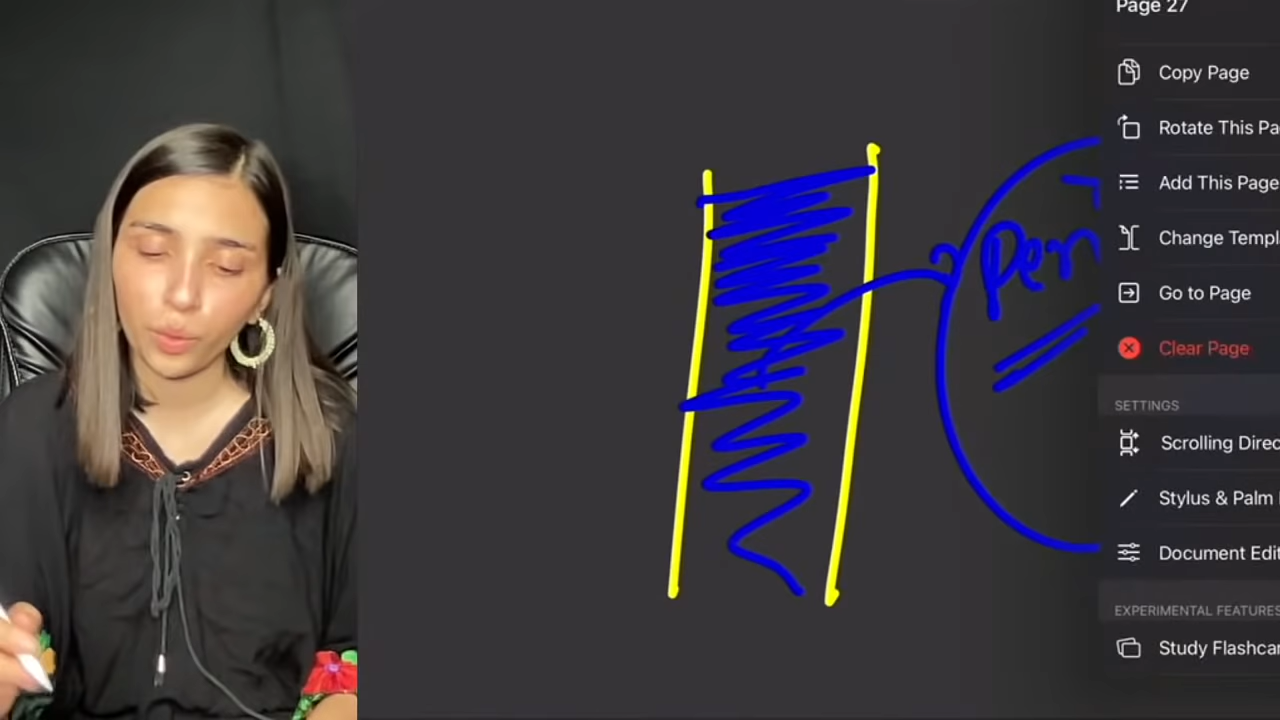 Page 27
Copy Page
Rotate This Pa
Add This Page
Change Templ
Go to Page
Clear Page
SETTINGS
Scrolling Direc
Stylus & Palm
Document Edit
EXPERIMENTAL FEATURES
Study Flashcar